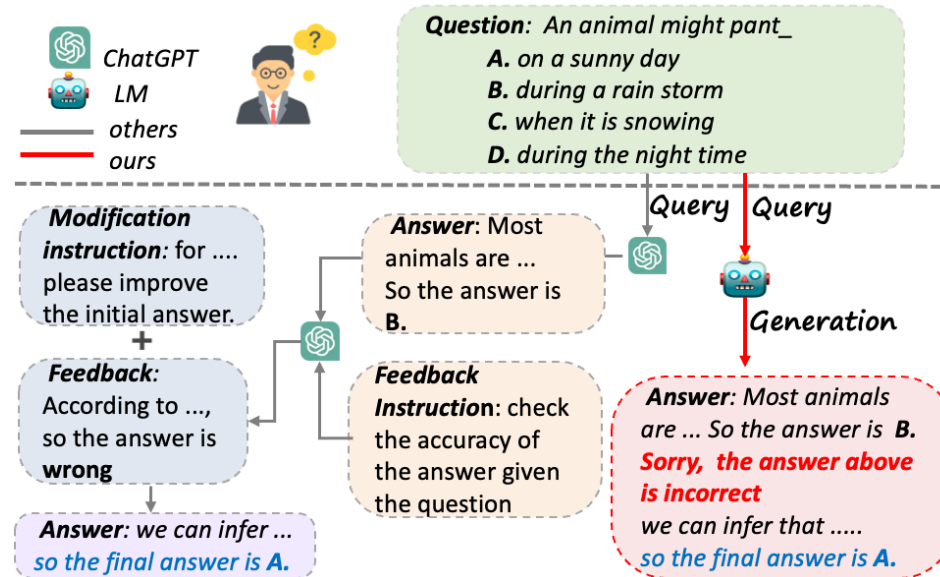 ChatGPT
LM
others
ours
?
Question: An animal might pant_
A. on a sunny day
B. during a rain storm
C. when it is snowing
D. during the night time
Query
Query
Modification
instruction: for ....
please improve
the initial answer.
+
Feedback:
According to ...,
so the answer is
wrong
Answer: we can infer ...
so the final answer is A.
Answer: Most
animals are ...
So the answer is
B.
Feedback
Instruction: check
the accuracy of
the answer given
the question
Generation
Answer: Most animals
are ... So the answer is B.
Sorry, the answer above
is incorrect
we can infer that .....
so the final answer is A.